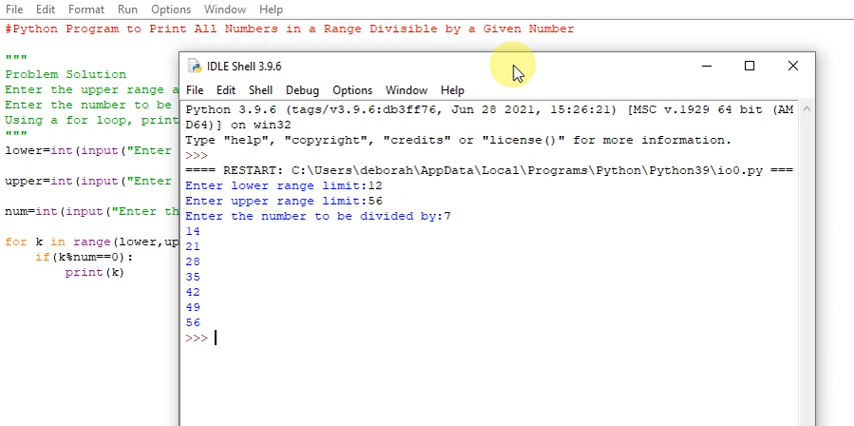 File Edit Format Run Options Window Help
#Python Program to Print All Numbers in a Range Divisible by a Given Number
"""
Problem Solution
Enter the upper range a
Enter the number to be
Using a for loop, print
"""
lower=int(input("Enter
upper=int(input("Enter
num=int(input("Enter th
for k in range(lower,up
if(k%num==0):
print(k)
IDLE Shell 3.9.6
File Edit Shell Debug Options Window Help
Python 3.9.6 (tags/v3.9.6:db3ff76, Jun 28 2021, 15:26:21) [MSC v.1929 64 bit (AM
D64)] on win32
Type "help", "copyright", "credits" or "license()" for more information.
>>>
==== RESTART: C:\Users\deborah\AppData\Local\Programs\Python\Python39\io0.py ===
Enter lower range limit:12
Enter upper range limit:56
Enter the number to be divided by:7
14
21
28
35
42
49
56
>>>